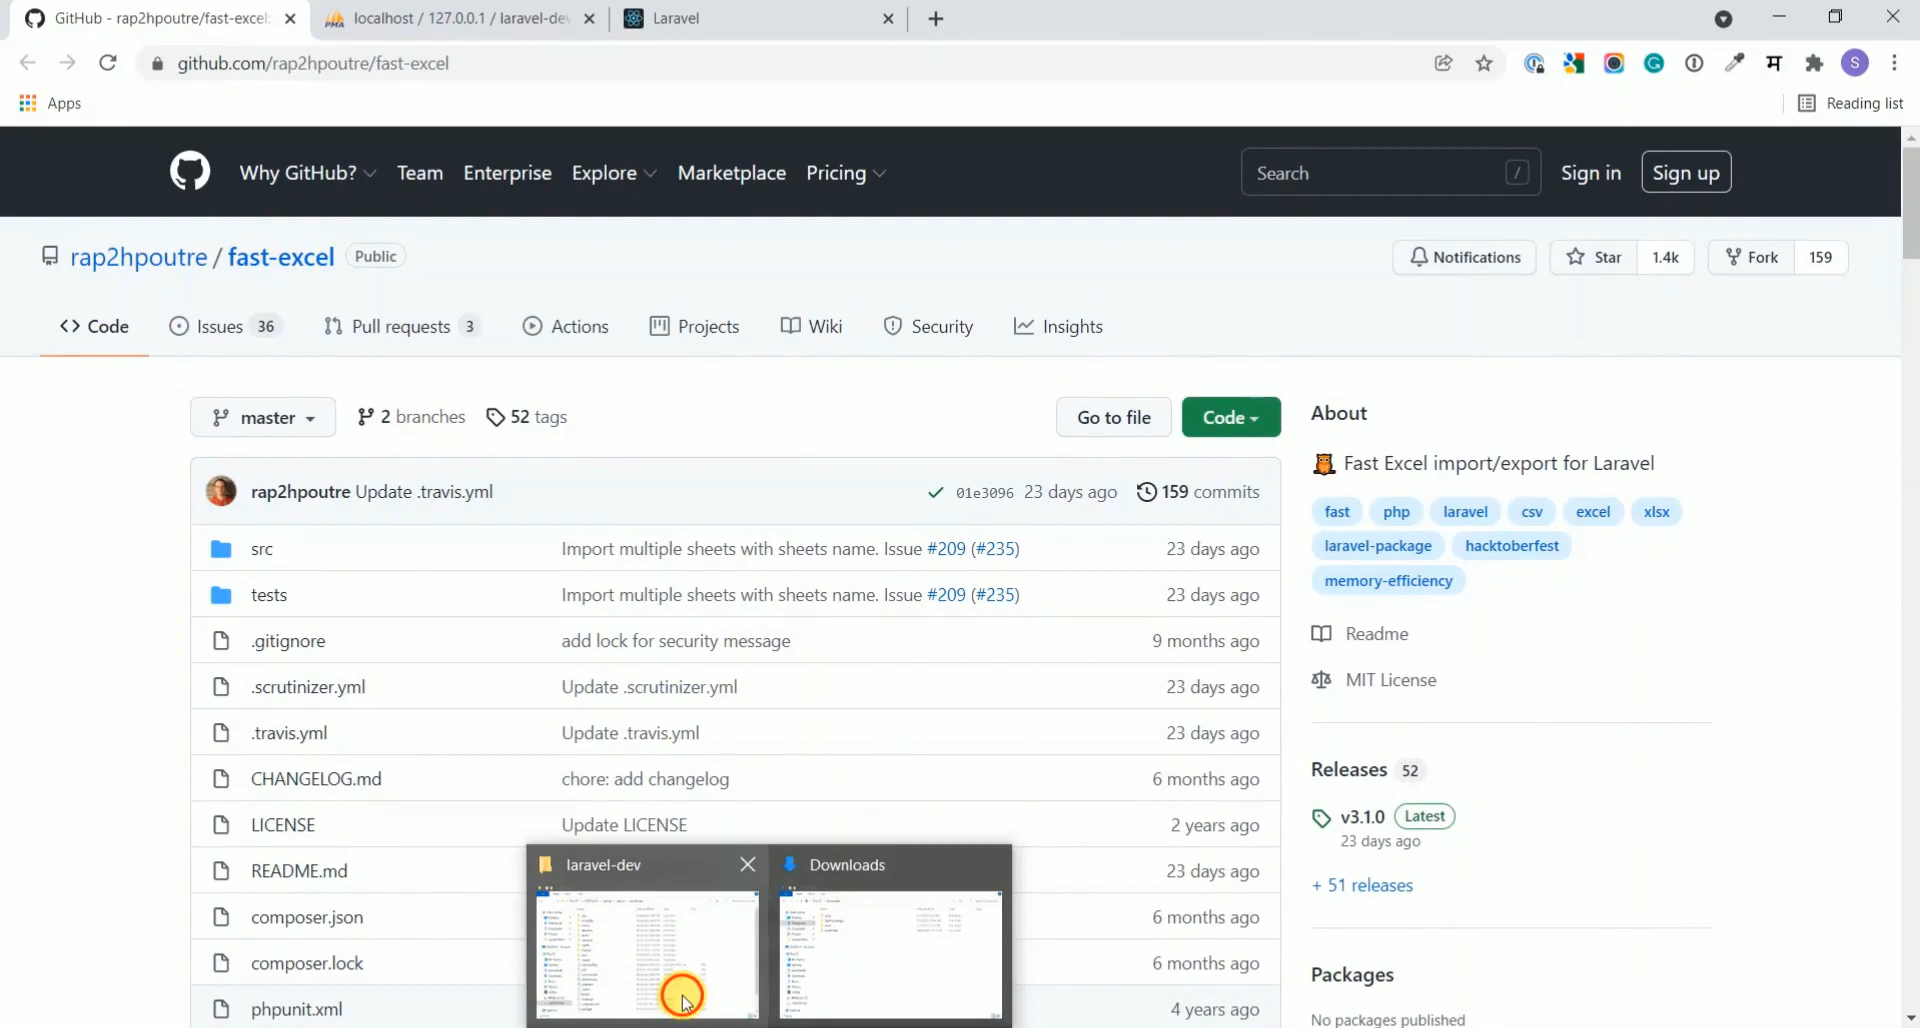 GitHub - rap2hpoutre/fast-excel:
localhost / 127.0.0.1 / laravel-dev
Laravel
github.com/rap2hpoutre/fast-excel
S
Apps
Reading list
Why GitHub?
Team
Enterprise
Explore
Marketplace
Pricing
Search
/
Sign in
Sign up
rap2hpoutre / fast-excel
Public
Notifications
Star
1.4k
Fork
159
Code
Issues 36
Pull requests 3
Actions
Projects
Wiki
Security
Insights
master
2 branches
52 tags
Go to file
Code
rap2hpoutre Update .travis.yml
01e3096 23 days ago
159 commits
src
Import multiple sheets with sheets name. Issue #209 (#235)
23 days ago
tests
Import multiple sheets with sheets name. Issue #209 (#235)
23 days ago
.gitignore
add lock for security message
9 months ago
.scrutinizer.yml
Update .scrutinizer.yml
23 days ago
.travis.yml
Update .travis.yml
23 days ago
CHANGELOG.md
chore: add changelog
6 months ago
LICENSE
Update LICENSE
2 years ago
README.md
23 days ago
composer.json
6 months ago
composer.lock
6 months ago
phpunit.xml
4 years ago
laravel-dev
Downloads
About
Fast Excel import/export for Laravel
fast
php
laravel
csv
excel
xlsx
laravel-package
hacktoberfest
memory-efficiency
Readme
MIT License
Releases 52
v3.1.0 Latest
23 days ago
+ 51 releases
Packages
No packages published